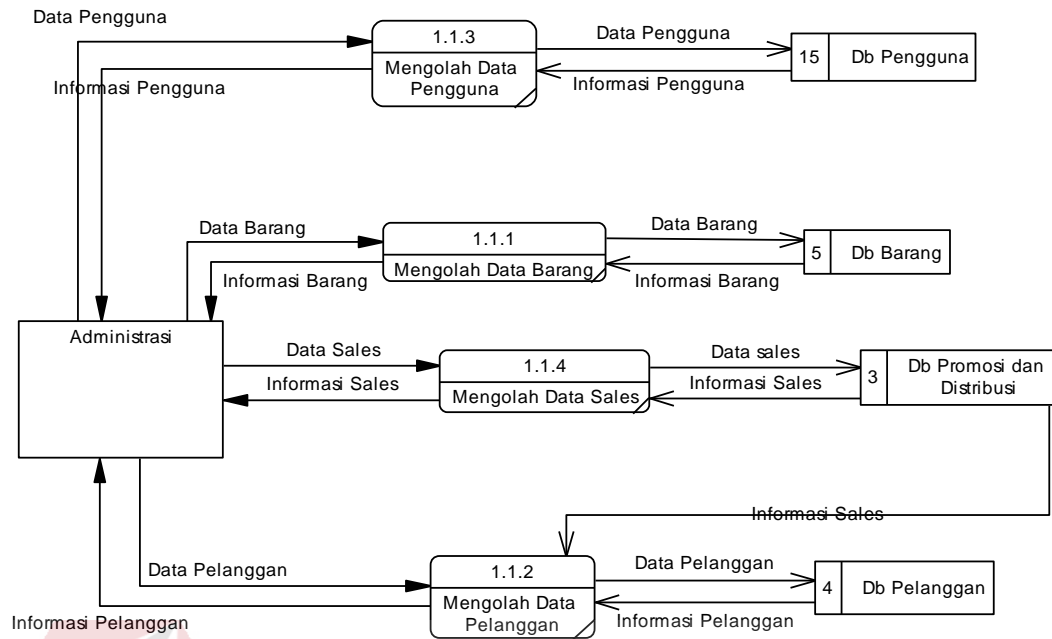 Data Pengguna
1.1.3
Data Pengguna
Mengolah Data
Pengguna
15
Db Pengguna
Informasi Pengguna
Informasi Pengguna
Data Barang
1.1.1
Data Barang
Mengolah Data Barang
5
Db Barang
Informasi Barang
Informasi Barang
Administrasi
Data Sales
1.1.4
Data sales
Informasi Sales
Mengolah Data Sales
Informasi Sales
3
Db Promosi dan
Distribusi
Informasi Sales
Data Pelanggan
1.1.2
Data Pelanggan
Mengolah Data
Pelanggan
4
Db Pelanggan
Informasi Pelanggan
Informasi Pelanggan